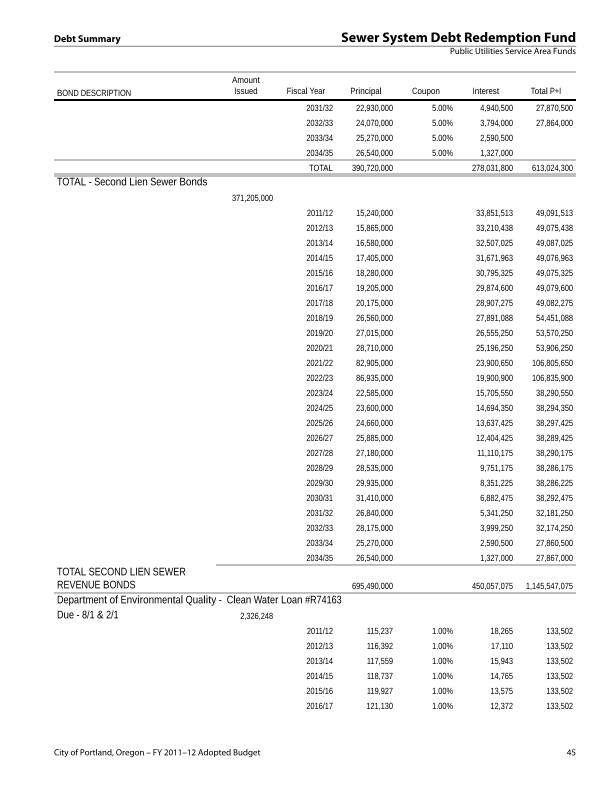 Debt Summary Sewer System Debt Redemption Fund
Public Utilities Service Area Funds
Amount
BOND DESCRIPTION Issued Fiscal Year Principal Coupon Interest Total P+I
2031/32 22,930,000 5.00% 4,940,500 27,870,500
2032/33 24,070,000 5.00% 3,794,000 27,864,000
2033/34 25,270,000 5.00% 2,590,500
2034/35 26,540,000 5.00% 1,327,000
TOTAL 390,720,000 278,031,800 613,024,300
TOTAL - Second Lien Sewer Bonds
371,205,000
2011/12 15,240,000 33,851,513 49,091,513
2012/13 15,865,000 33,210,438 49,075,438
2013/14 16,580,000 32,507,025 49,087,025
2014/15 17,405,000 31,671,963 49,076,963
2015/16 18,280,000 30,795,325 49,075,325
2016/17 19,205,000 29,874,600 49,079,600
2017/18 20,175,000 28,907,275 49,082,275
2018/19 26,560,000 27,891,088 54,451,088
2019/20 27,015,000 26,555,250 53,570,250
2020/21 28,710,000 25,196,250 53,906,250
2021/22 82,905,000 23,900,650 106,805,650
2022/23 86,935,000 19,900,900 106,835,900
2023/24 22,585,000 15,705,550 38,290,550
2024/25 23,600,000 14,694,350 38,294,350
2025/26 24,660,000 13,637,425 38,297,425
2026/27 25,885,000 12,404,425 38,289,425
2027/28 27,180,000 11,110,175 38,290,175
2028/29 28,535,000 9,751,175 38,286,175
2029/30 29,935,000 8,351,225 38,286,225
2030/31 31,410,000 6,882,475 38,292,475
2031/32 26,840,000 5,341,250 32,181,250
2032/33 28,175,000 3,999,250 32,174,250
2033/34 25,270,000 2,590,500 27,860,500
2034/35 26,540,000 1,327,000 27,867,000
TOTAL SECOND LIEN SEWER
REVENUE BONDS 695,490,000 450,057,075 1,145,547,075
Department of Environmental Quality - Clean Water Loan #R74163
Due - 8/1 & 2/1 2,326,248
2011/12 115,237 1.00% 18,265 133,502
2012/13 116,392 1.00% 17,110 133,502
2013/14 117,559 1.00% 15,943 133,502
2014/15 118,737 1.00% 14,765 133,502
2015/16 119,927 1.00% 13,575 133,502
2016/17 121,130 1.00% 12,372 133,502
City of Portland, Oregon – FY 2011–12 Adopted Budget 45